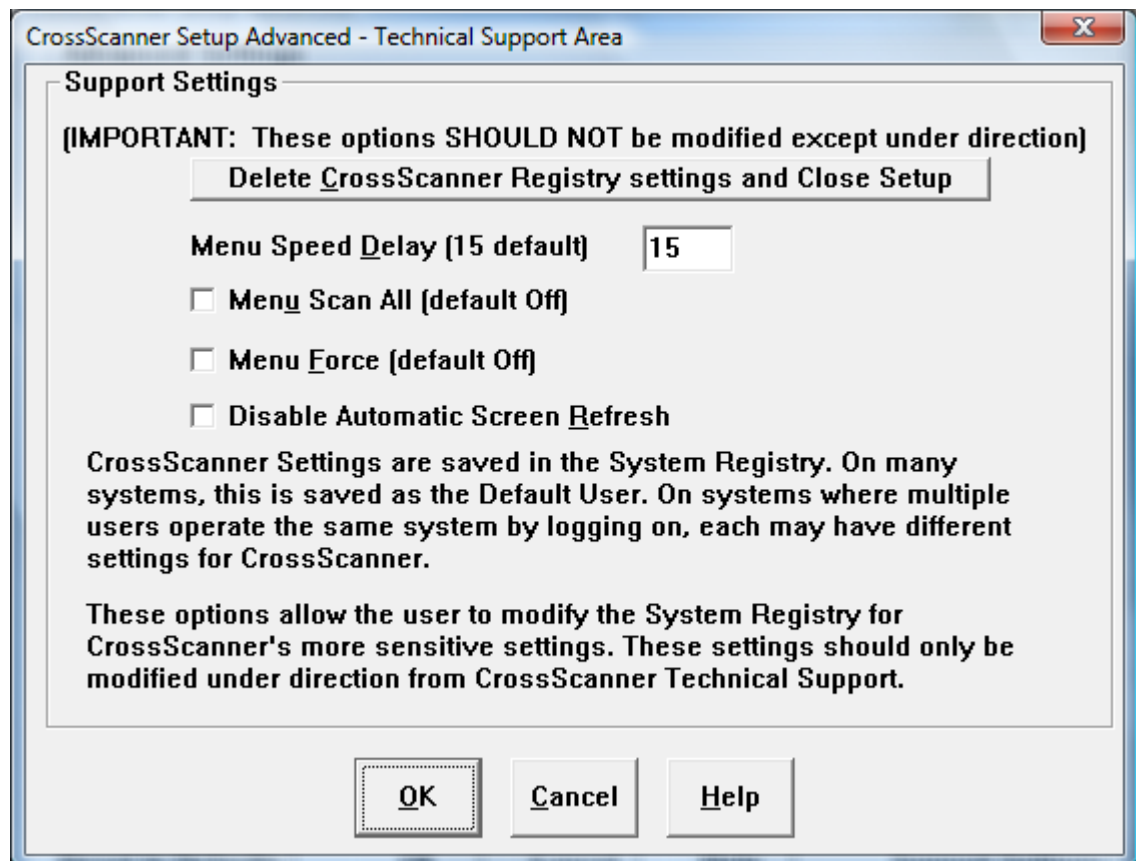 CrossScanner Setup Advanced - Technical Support Area
Support Settings
(IMPORTANT:  These options SHOULD NOT be modified except under direction)
Delete CrossScanner Registry settings and Close Setup
Menu Speed Delay (15 default) 15
Menu Scan All (default Off)
Menu Force (default Off)
Disable Automatic Screen Refresh
CrossScanner Settings are saved in the System Registry. On many
systems, this is saved as the Default User. On systems where multiple
users operate the same system by logging on, each may have different
settings for CrossScanner.
These options allow the user to modify the System Registry for
CrossScanner's more sensitive settings. These settings should only be
modified under direction from CrossScanner Technical Support.
OK Cancel Help